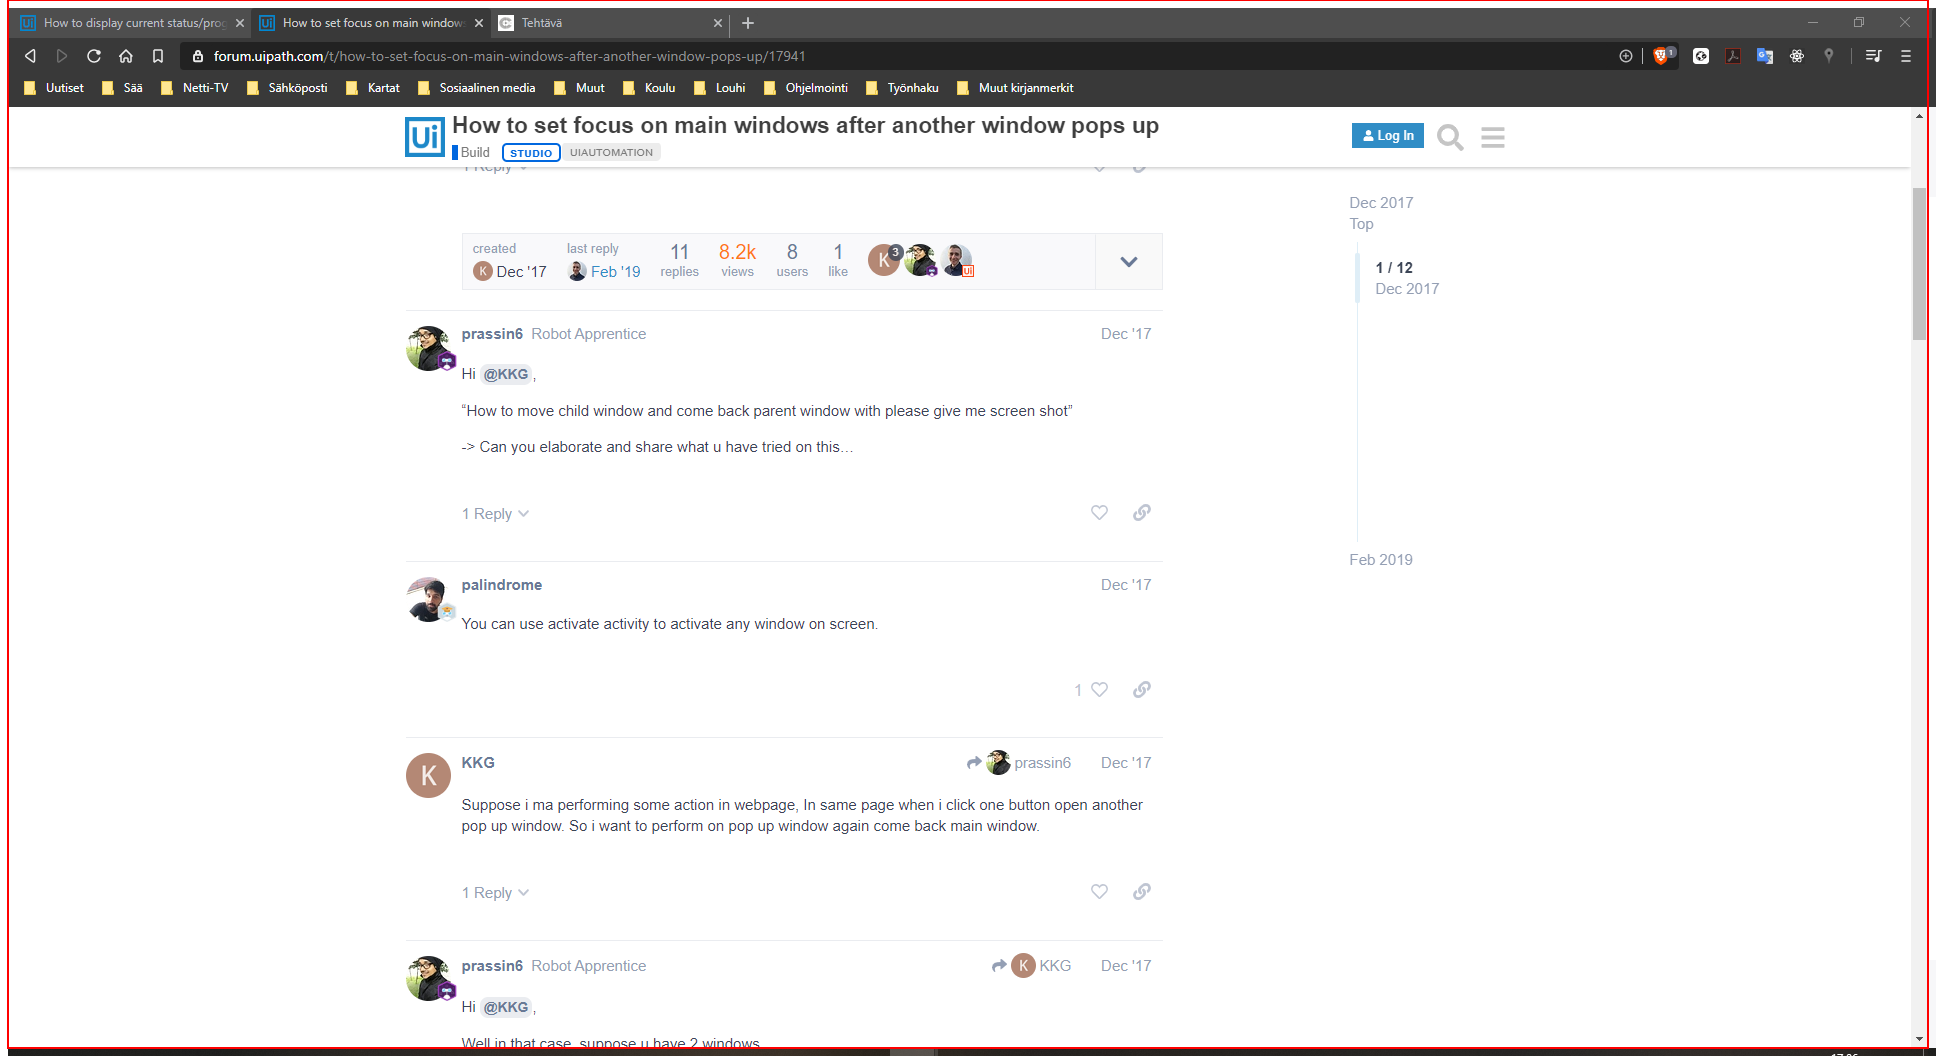 How to display current status/prog
How to set focus on main windows
Tehtävä
forum.uipath.com/t/how-to-set-focus-on-main-windows-after-another-window-pops-up/17941
1
Uutiset Sää Netti-TV Sähköposti Kartat Sosiaalinen media Muut Koulu Louhi Ohjelmointi Työnhaku Muut kirjanmerkit
Ui How to set focus on main windows after another window pops up
Build STUDIO UIAUTOMATION
Log In
1 Reply
created last reply 11 8.2k 8 1 K 3
K Dec '17 Feb '19 replies views users like
Dec 2017
Top
1 / 12
Dec 2017
Feb 2019
prassin6 Robot Apprentice Dec '17
Hi @KKG,
“How to move child window and come back parent window with please give me screen shot”
-> Can you elaborate and share what u have tried on this…
1 Reply
palindrome Dec '17
You can use activate activity to activate any window on screen.
1
K KKG prassin6 Dec '17
Suppose i ma performing some action in webpage, In same page when i click one button open another
pop up window. So i want to perform on pop up window again come back main window.
1 Reply
prassin6 Robot Apprentice K KKG Dec '17
Hi @KKG,
Well in that case, suppose u have 2 windows